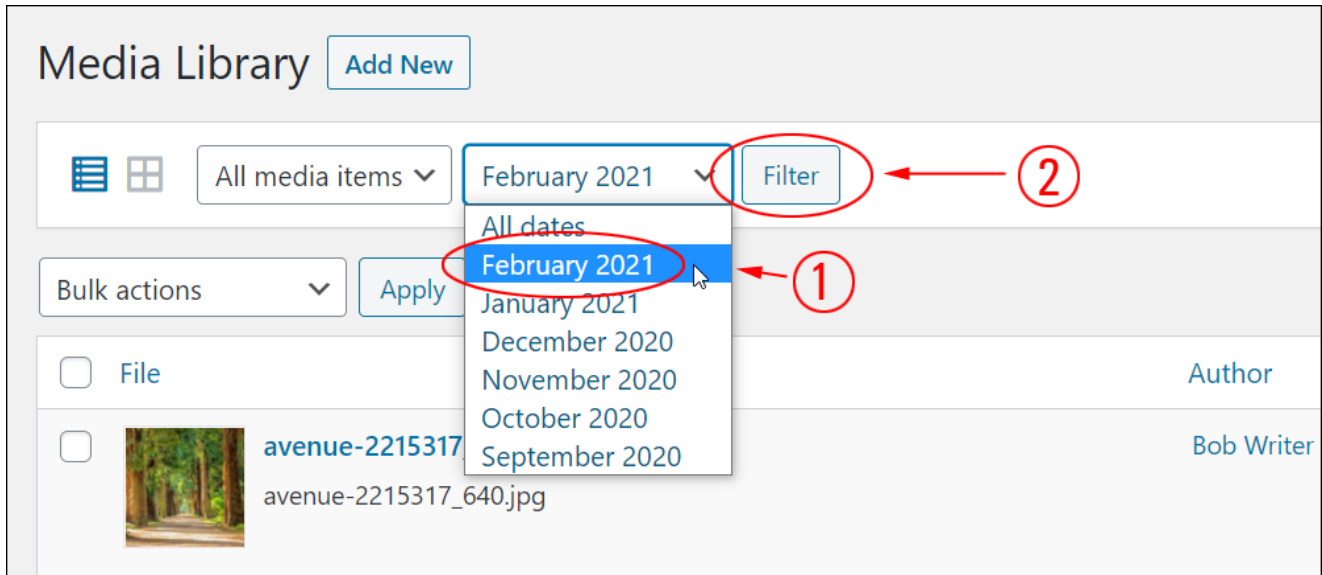 Media Library Add New
All media items February 2021 Filter 2
All dates
February 2021 1
January 2021
December 2020
November 2020
October 2020
September 2020
Bulk actions Apply
File Author
avenue-2215317 Bob Writer
avenue-2215317_640.jpg